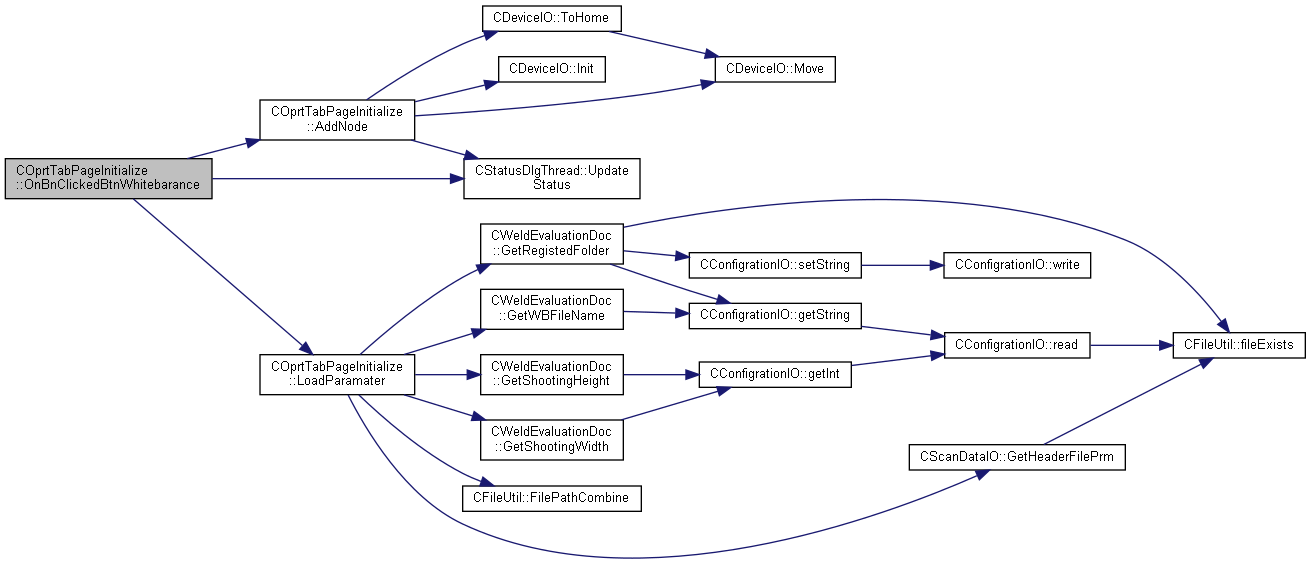 CDeviceIO::ToHome
CDeviceIO::Init
CDeviceIO::Move
COprtTabPageInitialize
::AddNode
COprtTabPageInitialize
::OnBnClickedBtnWhitebarance
CStatusDlgThread::Update
Status
CWeldEvaluationDoc
::GetRegistedFolder
CConfigrationIO::setString
CConfigrationIO::write
CWeldEvaluationDoc
::GetWBFileName
CConfigrationIO::getString
CConfigrationIO::read
CFileUtil::fileExists
COprtTabPageInitialize
::LoadParamater
CWeldEvaluationDoc
::GetShootingHeight
CConfigrationIO::getInt
CWeldEvaluationDoc
::GetShootingWidth
CScanDataIO::GetHeaderFilePrm
CFileUtil::FilePathCombine